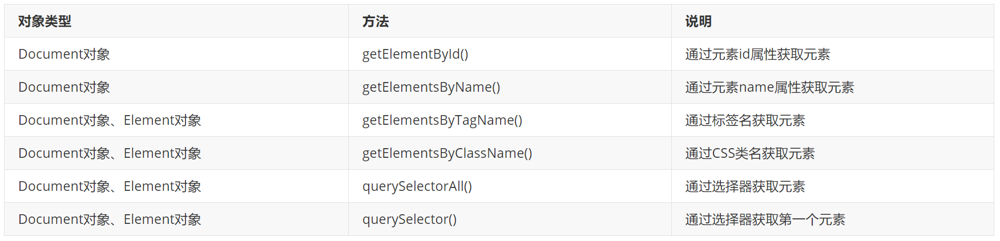 对象类型 方法 说明
Document对象 getElementById() 通过元素id属性获取元素
Document对象 getElementsByName() 通过元素name属性获取元素
Document对象、Element对象 getElementsByTagName() 通过标签名获取元素
Document对象、Element对象 getElementsByClassName() 通过CSS类名获取元素
Document对象、Element对象 querySelectorAll() 通过选择器获取元素
Document对象、Element对象 querySelector() 通过选择器获取第一个元素